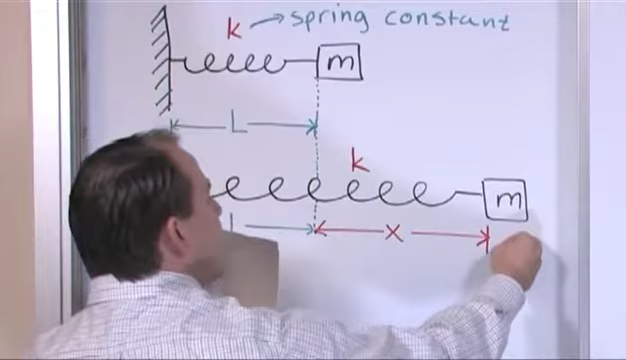 k → spring constant
m
L
k
m
L
x